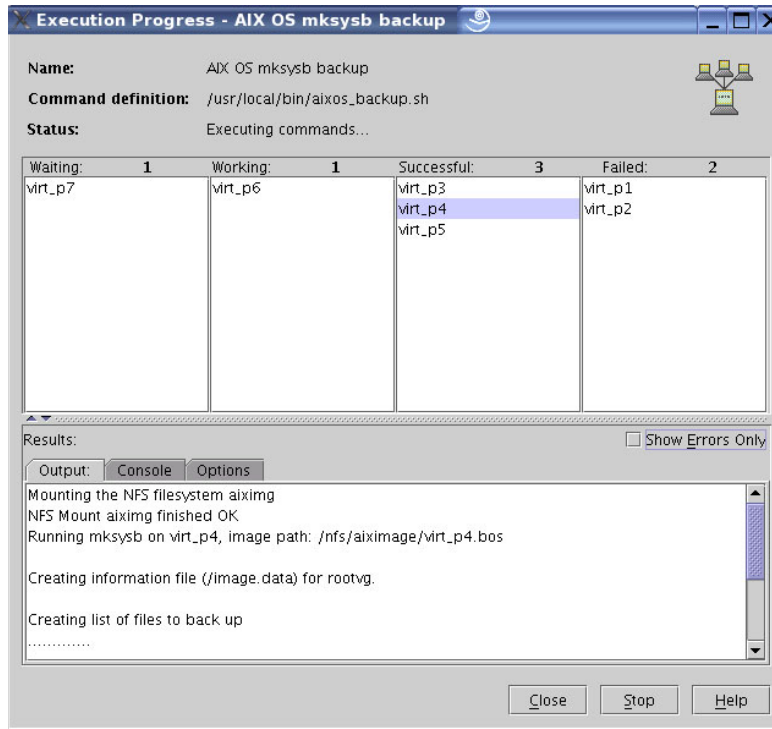 Execution Progress - AIX OS mksysb backup
Name: AIX OS mksysb backup
Command definition: /usr/local/bin/aixos_backup.sh
Status: Executing commands...
Waiting: 1 Working: 1 Successful: 3 Failed: 2
virt_p7 virt_p6 virt_p3 virt_p1
virt_p4 virt_p2
virt_p5
Results: Show Errors Only
Output: Console Options
Mounting the NFS filesystem aiximg
NFS Mount aiximg finished OK
Running mksysb on virt_p4, image path: /nfs/aiximage/virt_p4.bos
Creating information file (/image.data) for rootvg.
Creating list of files to back up
.............
Close Stop Help